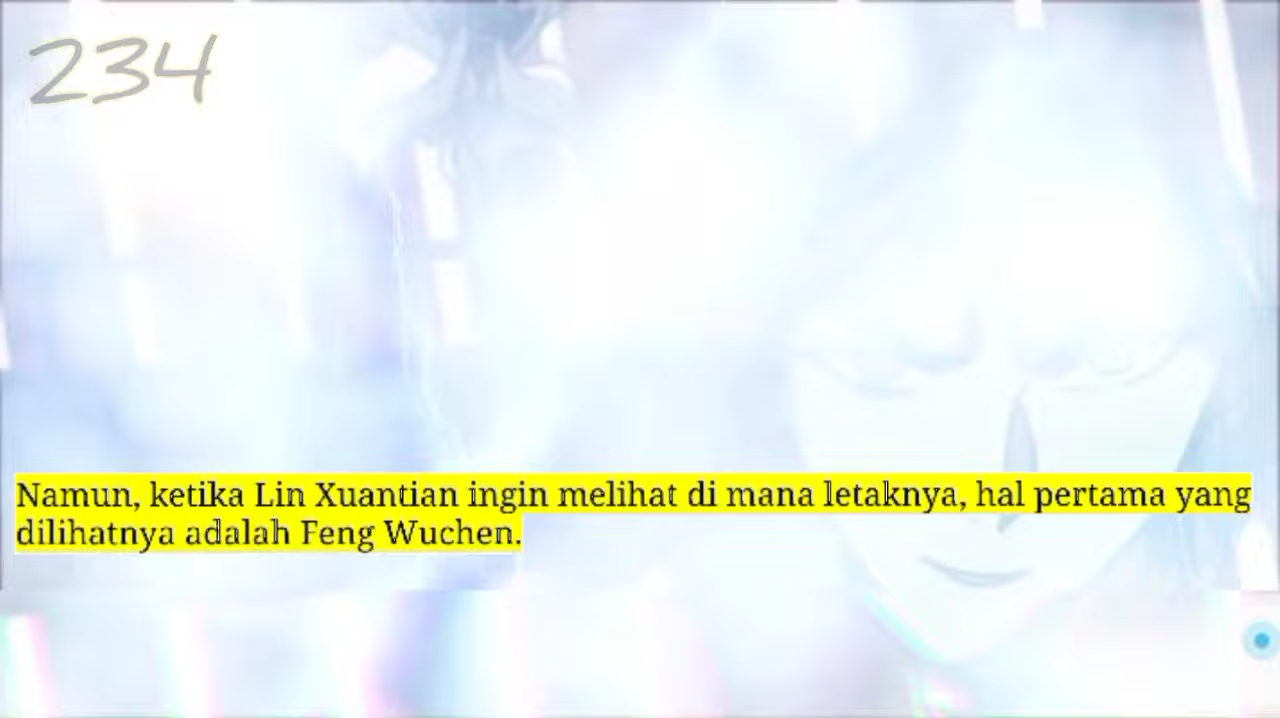 234
Namun, ketika Lin Xuantian ingin melihat di mana letaknya, hal pertama yang
dilihatnya adalah Feng Wuchen.